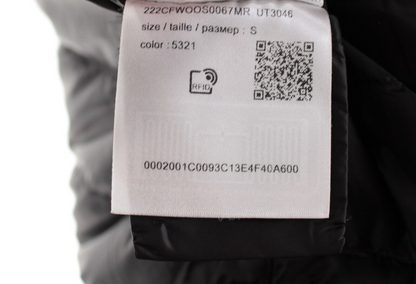 222CFWOOS0067MR UT3046
size / taille / размер : S
color : 5321
RFID
0002001C0093C13E4F40A600